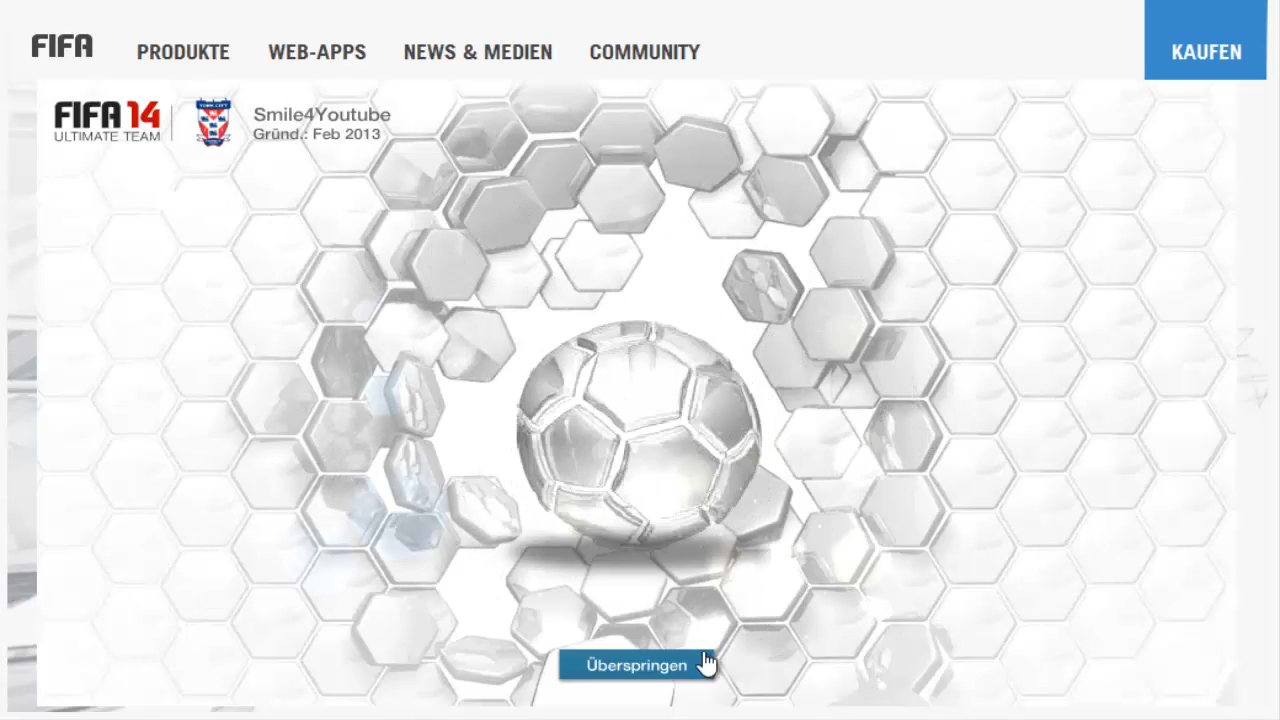 FIFA
PRODUKTE
WEB-APPS
NEWS & MEDIEN
COMMUNITY
KAUFEN
FIFA 14
ULTIMATE TEAM
Smile4Youtube
Gründ.: Feb 2013
Überspringen